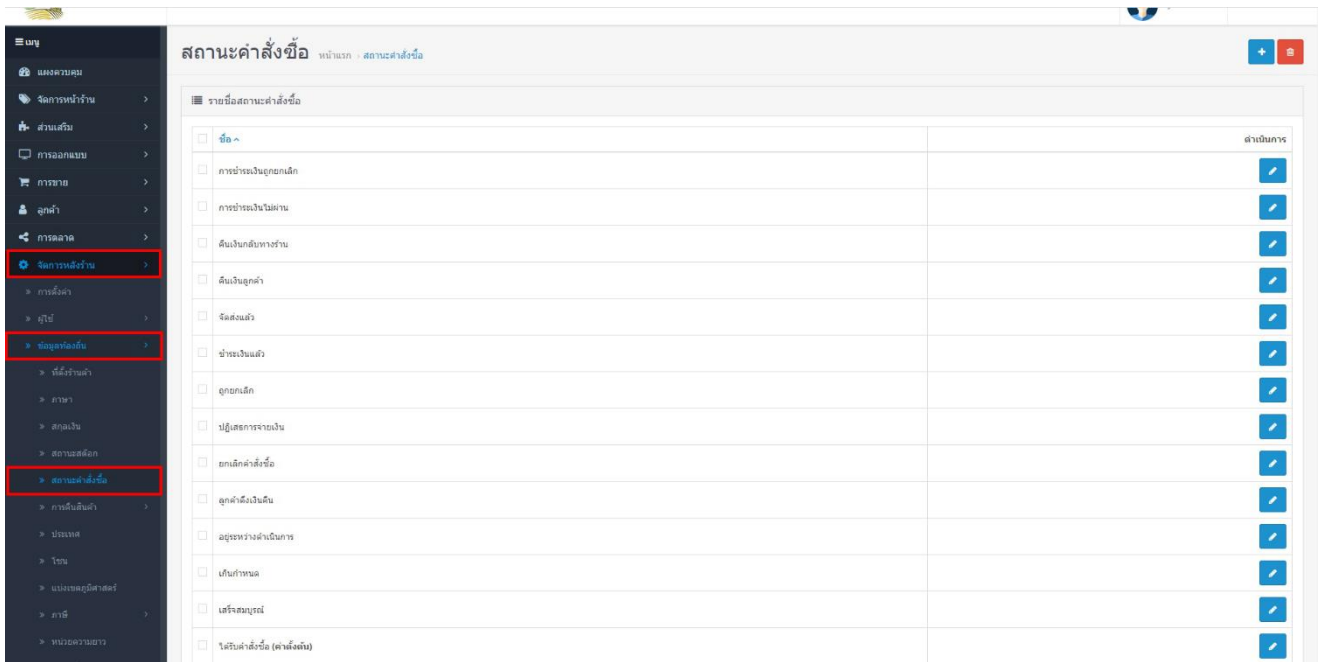 เมนู
แผงควบคุม
จัดการหน้าร้าน
ส่วนเสริม
การออกแบบ
การขาย
ลูกค้า
การตลาด
จัดการหลังร้าน
การตั้งค่า
ผู้ใช้
ข้อมูลท้องถิ่น
ที่ตั้งร้านค้า
ภาษา
สกุลเงิน
สถานะสต๊อก
สถานะคำสั่งซื้อ
การคืนสินค้า
ประเทศ
โซน
แบ่งเขตภูมิศาสตร์
ภาษี
หน่วยความยาว
สถานะคำสั่งซื้อ หน้าแรก › สถานะคำสั่งซื้อ
รายชื่อสถานะคำสั่งซื้อ
ชื่อ ดำเนินการ
การชำระเงินถูกยกเลิก
การชำระเงินไม่ผ่าน
คืนเงินกลับทางร้าน
คืนเงินลูกค้า
จัดส่งแล้ว
ชำระเงินแล้ว
ถูกยกเลิก
ปฏิเสธการจ่ายเงิน
ยกเลิกคำสั่งซื้อ
ลูกค้าดึงเงินคืน
อยู่ระหว่างดำเนินการ
เกินกำหนด
เสร็จสมบูรณ์
ได้รับคำสั่งซื้อ (ค่าตั้งต้น)